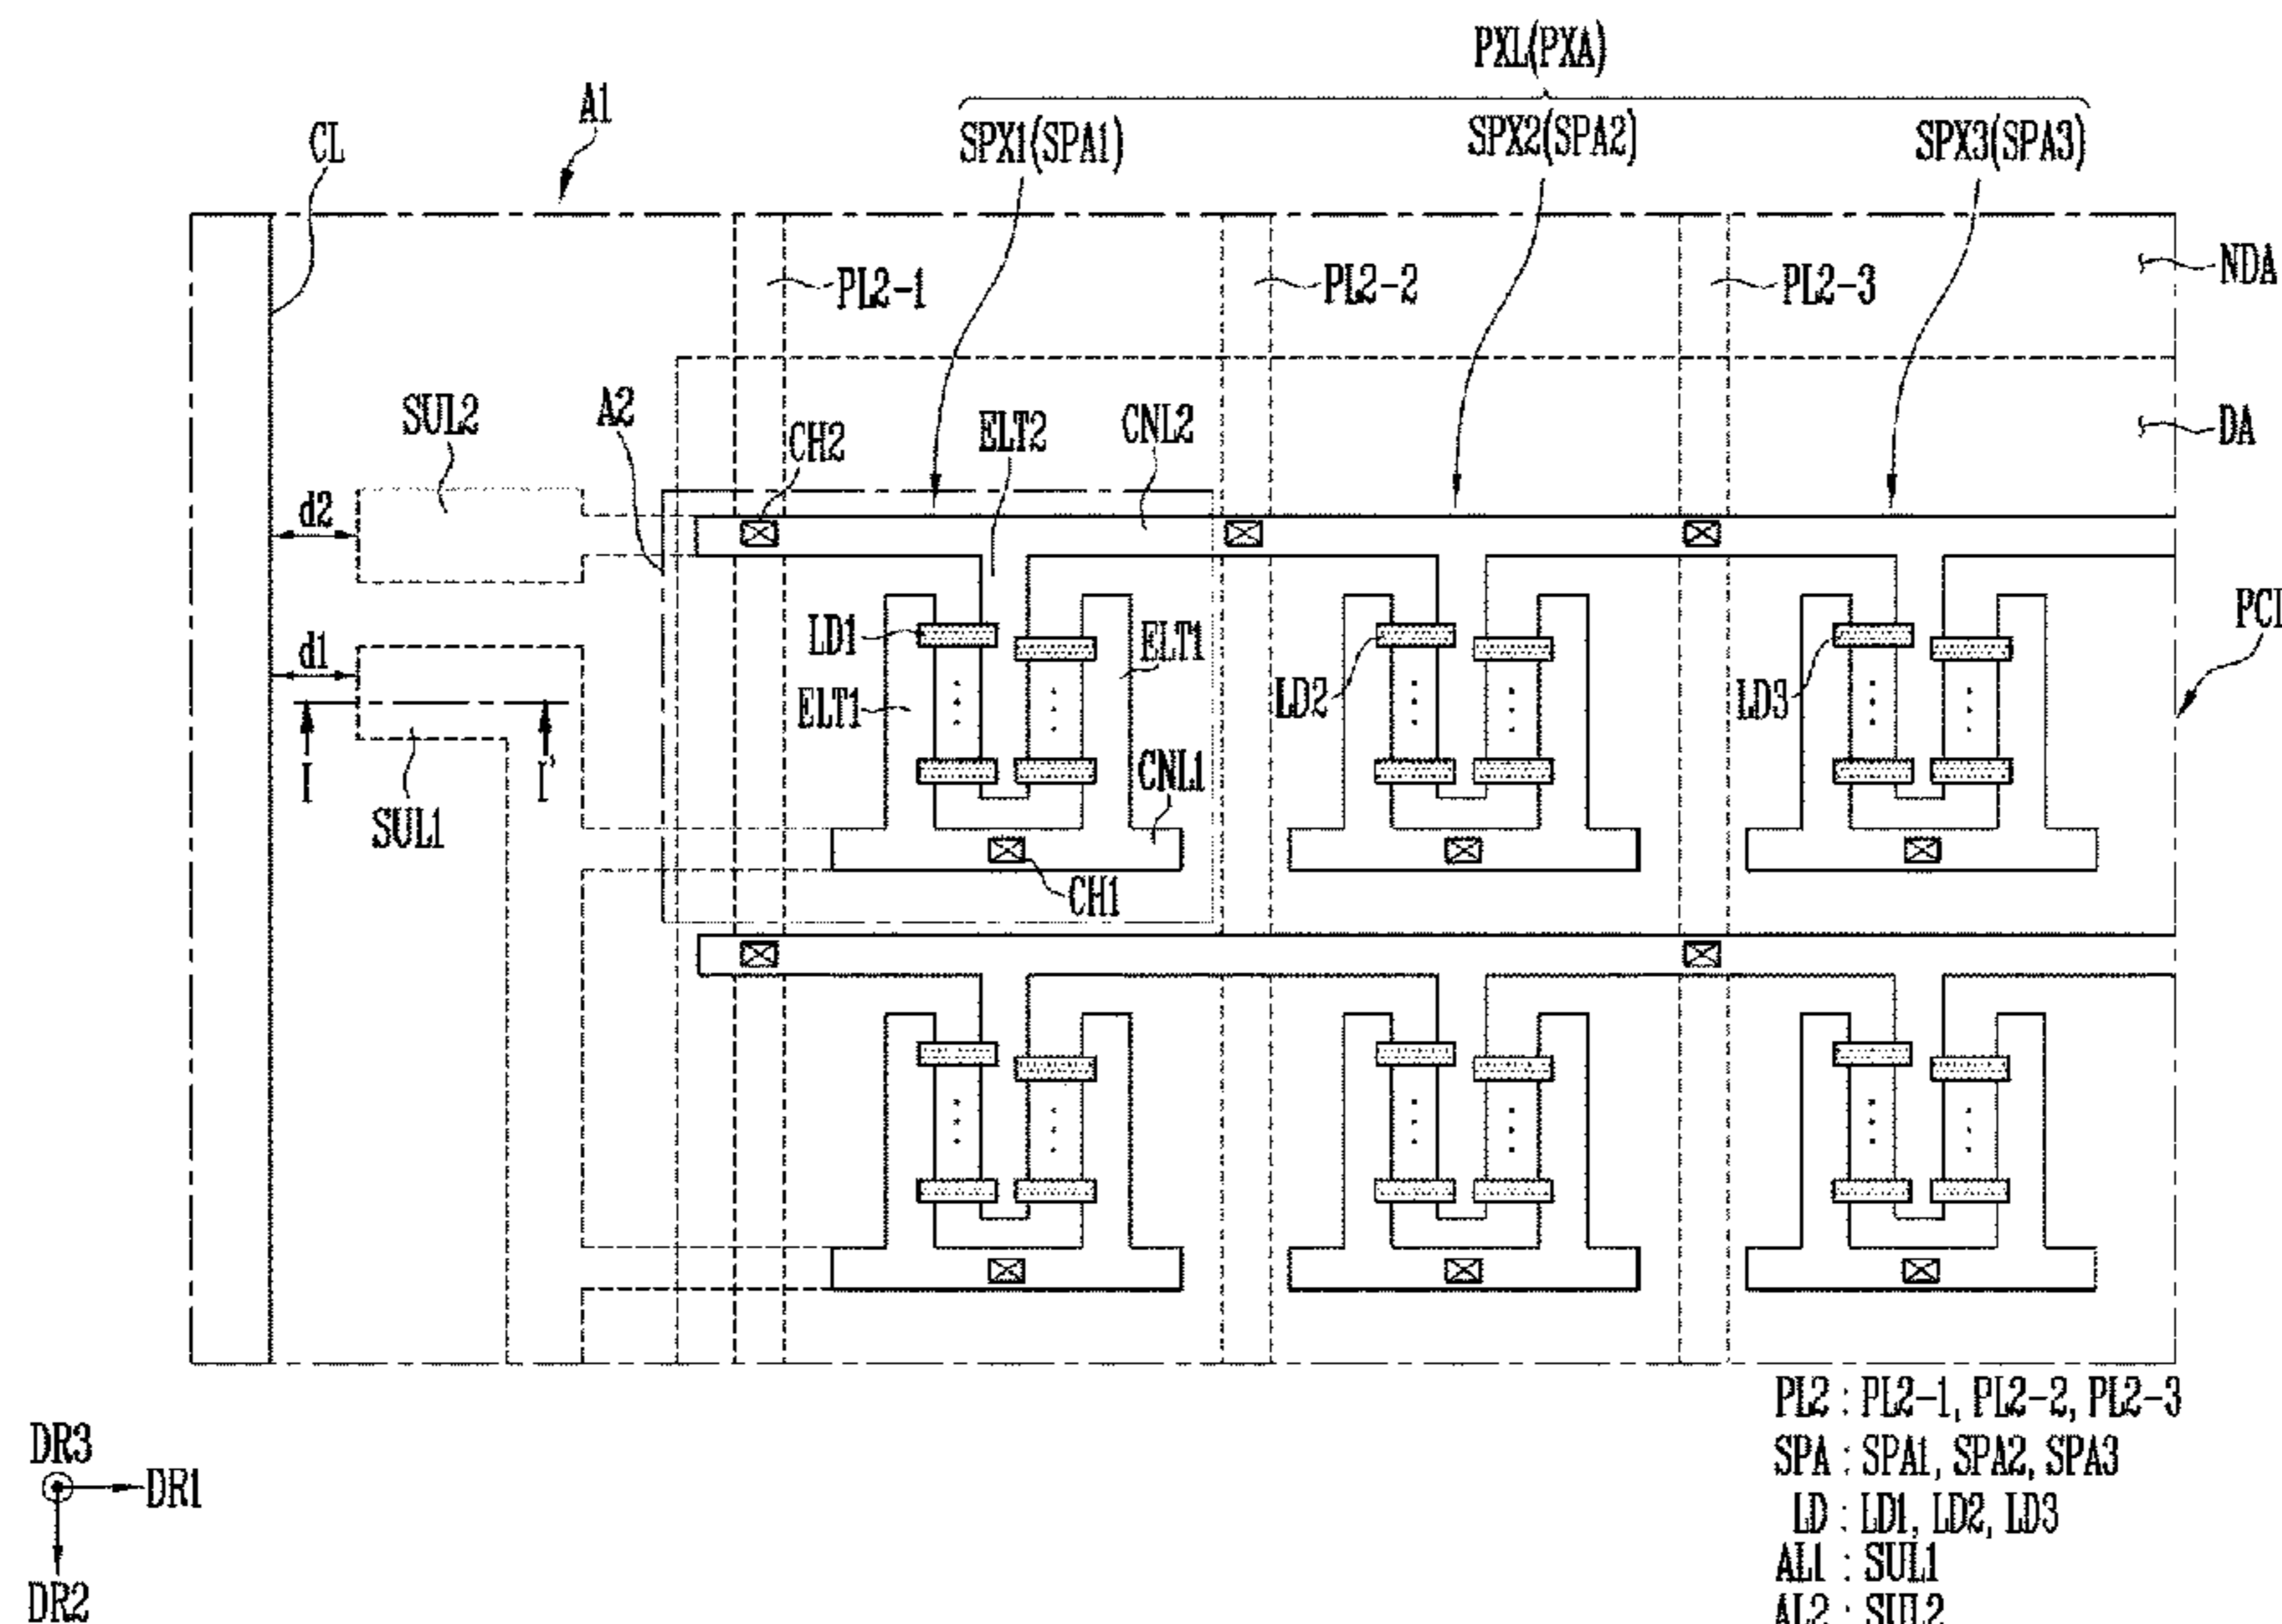 PXL(PXA)
A1
CL
SPX1(SPA1)
SPX2(SPA2)
SPX3(SPA3)
PL2-1
PL2-2
PL2-3
NDA
DA
SUL2
A2
CH2
ELT2
CNL2
d2
LD1
ELT1
PCL
d1
ELT1
LD2
LD3
I
I'
CNL1
SUL1
CH1
PL2 : PL2-1, PL2-2, PL2-3
SPA : SPA1, SPA2, SPA3
LD : LD1, LD2, LD3
AL1 : SUL1
AL2 : SUL2
DR3
DR1
DR2